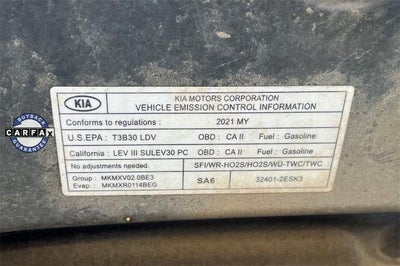 KIA
KIA MOTORS CORPORATION
VEHICLE EMISSION CONTROL INFORMATION
Conforms to regulations : 2021 MY
U.S.EPA : T3B30 LDV OBD : CA II Fuel : Gasoline
California : LEV III SULEV30 PC OBD : CA II Fuel : Gasoline
No adjustments needed. SFI/WR-HO2S/HO2S/WU-TWC/TWC
Group : MKMXV02.0BE3
Evap. : MKMXR0114BEG
SA6
32401-2ESK3
BUYBACK
CARFAX
GUARANTEE